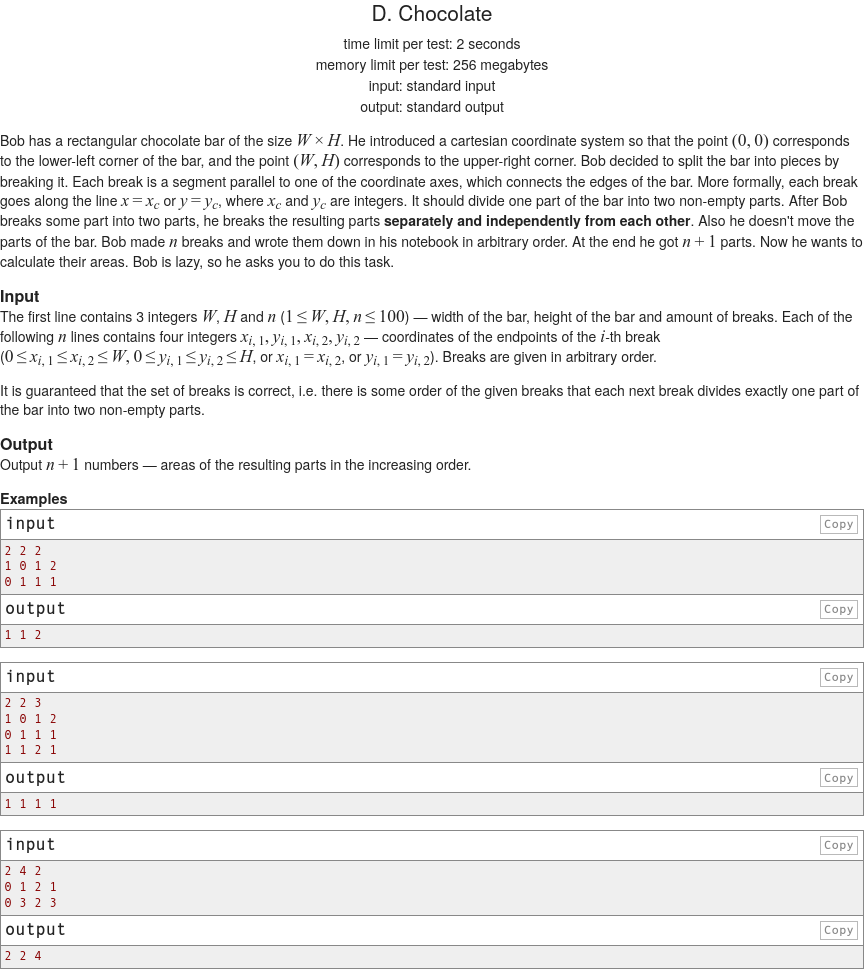 D. Chocolate
time limit per test: 2 seconds
memory limit per test: 256 megabytes
input: standard input
output: standard output
Bob has a rectangular chocolate bar of the size W × H. He introduced a cartesian coordinate system so that the point (0, 0) corresponds
to the lower-left corner of the bar, and the point (W, H) corresponds to the upper-right corner. Bob decided to split the bar into pieces by
breaking it. Each break is a segment parallel to one of the coordinate axes, which connects the edges of the bar. More formally, each break
goes along the line x = x_c or y = y_c, where x_c and y_c are integers. It should divide one part of the bar into two non-empty parts. After Bob
breaks some part into two parts, he breaks the resulting parts separately and independently from each other. Also he doesn't move the
parts of the bar. Bob made n breaks and wrote them down in his notebook in arbitrary order. At the end he got n + 1 parts. Now he wants to
calculate their areas. Bob is lazy, so he asks you to do this task.
Input
The first line contains 3 integers W, H and n (1 ≤ W, H, n ≤ 100) — width of the bar, height of the bar and amount of breaks. Each of the
following n lines contains four integers x_{i, 1}, y_{i, 1}, x_{i, 2}, y_{i, 2} — coordinates of the endpoints of the i-th break
(0 ≤ x_{i, 1} ≤ x_{i, 2} ≤ W, 0 ≤ y_{i, 1} ≤ y_{i, 2} ≤ H, or x_{i, 1} = x_{i, 2}, or y_{i, 1} = y_{i, 2}). Breaks are given in arbitrary order.
It is guaranteed that the set of breaks is correct, i.e. there is some order of the given breaks that each next break divides exactly one part of
the bar into two non-empty parts.
Output
Output n + 1 numbers — areas of the resulting parts in the increasing order.
Examples
input Copy
2 2 2
1 0 1 2
0 1 1 1
output Copy
1 1 2
input Copy
2 2 3
1 0 1 2
0 1 1 1
1 1 2 1
output Copy
1 1 1 1
input Copy
2 4 2
0 1 2 1
0 3 2 3
output Copy
2 2 4